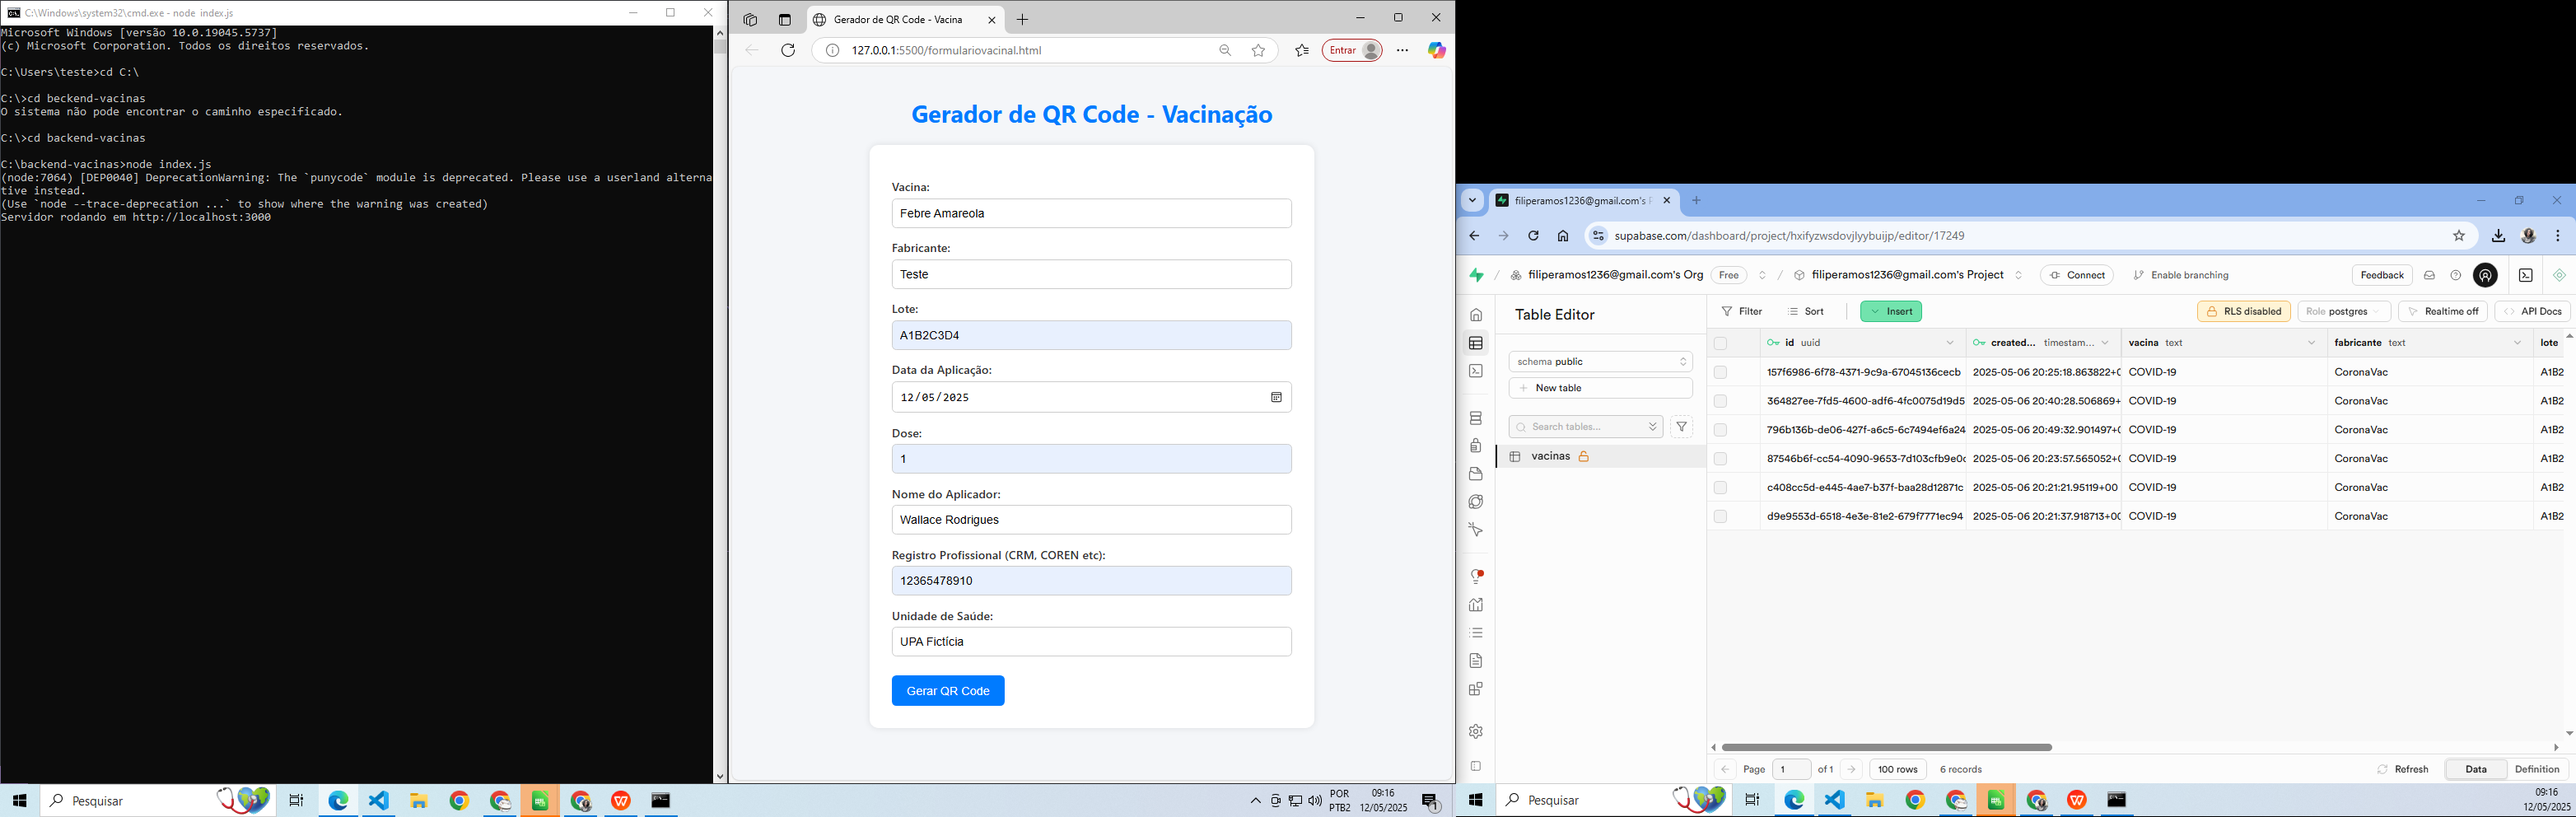 C:\Windows\system32\cmd.exe - node index.js
Microsoft Windows [versão 10.0.19045.5737]
(c) Microsoft Corporation. Todos os direitos reservados.
C:\Users\teste>cd C:\
C:\>cd beckend-vacinas
O sistema não pode encontrar o caminho especificado.
C:\>cd backend-vacinas
C:\backend-vacinas>node index.js
(node:7064) [DEP0040] DeprecationWarning: The `punycode` module is deprecated. Please use a userland alterna
tive instead.
(Use `node --trace-deprecation ...` to show where the warning was created)
Servidor rodando em http://localhost:3000
Gerador de QR Code - Vacina
127.0.0.1:5500/formulariovacinal.html
Entrar
Gerador de QR Code - Vacinação
Vacina:
Febre Amareola
Fabricante:
Teste
Lote:
A1B2C3D4
Data da Aplicação:
12/05/2025
Dose:
1
Nome do Aplicador:
Wallace Rodrigues
Registro Profissional (CRM, COREN etc):
12365478910
Unidade de Saúde:
UPA Fictícia
Gerar QR Code
filiperamos1236@gmail.com's
supabase.com/dashboard/project/hxifyzwsdovjlyybuijp/editor/17249
filiperamos1236@gmail.com's Org Free / filiperamos1236@gmail.com's Project Connect Enable branching Feedback
Table Editor
Filter Sort Insert RLS disabled Role postgres Realtime off API Docs
schema public
New table
Search tables...
vacinas
id uuid created... timestam... vacina text fabricante text lote
157f6986-6f78-4371-9c9a-67045136cecb 2025-05-06 20:25:18.863822+0 COVID-19 CoronaVac A1B2
364827ee-7fd5-4600-adf6-4fc0075d19d5 2025-05-06 20:40:28.506869+ COVID-19 CoronaVac A1B2
796b136b-de06-427f-a6c5-6c7494ef6a24 2025-05-06 20:49:32.901497+0 COVID-19 CoronaVac A1B2
87546b6f-cc54-4090-9653-7d103cfb9e0c 2025-05-06 20:23:57.565052+0 COVID-19 CoronaVac A1B2
c408cc5d-e445-4ae7-b37f-baa28d12871c 2025-05-06 20:21:21.95119+00 COVID-19 CoronaVac A1B2
d9e9553d-6518-4e3e-81e2-679f7771ec94 2025-05-06 20:21:37.918713+00 COVID-19 CoronaVac A1B2
Page 1 of 1 100 rows 6 records Refresh Data Definition
Pesquisar
POR
PTB2
09:16
12/05/2025
1
Pesquisar
09:16
12/05/2025